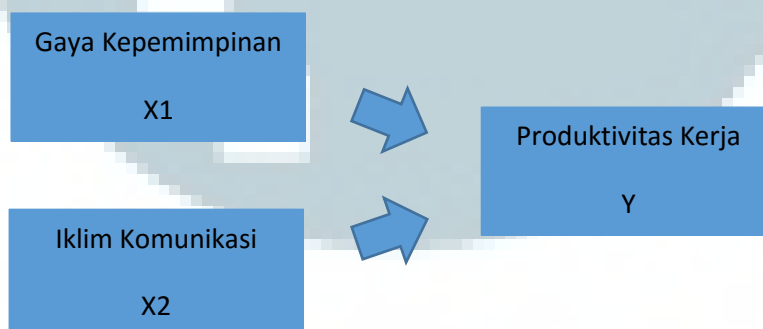 Gaya Kepemimpinan
X1
Produktivitas Kerja
Y
Iklim Komunikasi
X2